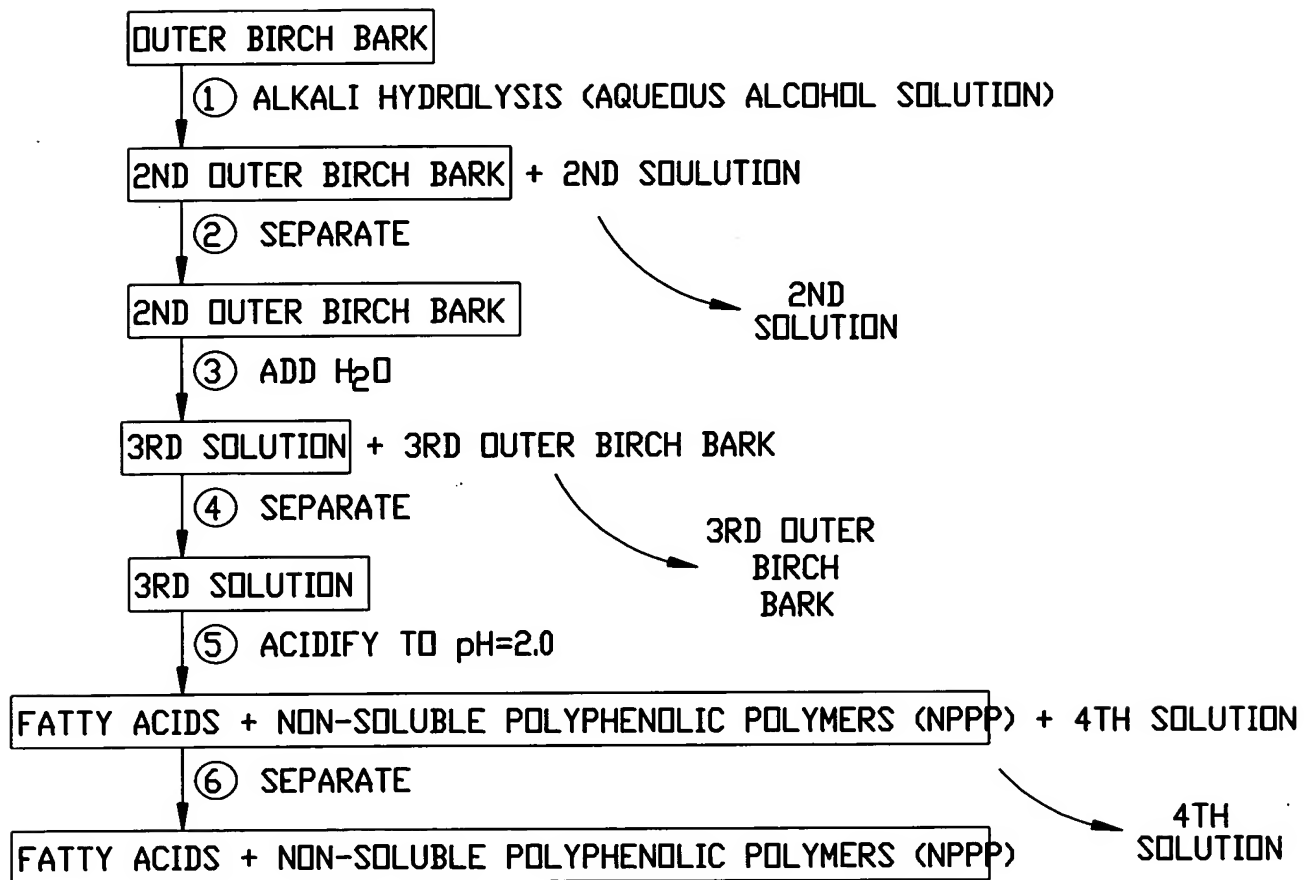 OUTER BIRCH BARK
① ALKALI HYDROLYSIS (AQUEOUS ALCOHOL SOLUTION)
2ND OUTER BIRCH BARK + 2ND SOULUTION
② SEPARATE
2ND OUTER BIRCH BARK
2ND
SOLUTION
③ ADD H2O
3RD SOLUTION + 3RD OUTER BIRCH BARK
④ SEPARATE
3RD OUTER
BIRCH
BARK
3RD SOLUTION
⑤ ACIDIFY TO pH=2.0
FATTY ACIDS + NON-SOLUBLE POLYPHENOLIC POLYMERS (NPPP) + 4TH SOLUTION
⑥ SEPARATE
4TH
SOLUTION
FATTY ACIDS + NON-SOLUBLE POLYPHENOLIC POLYMERS (NPPP)